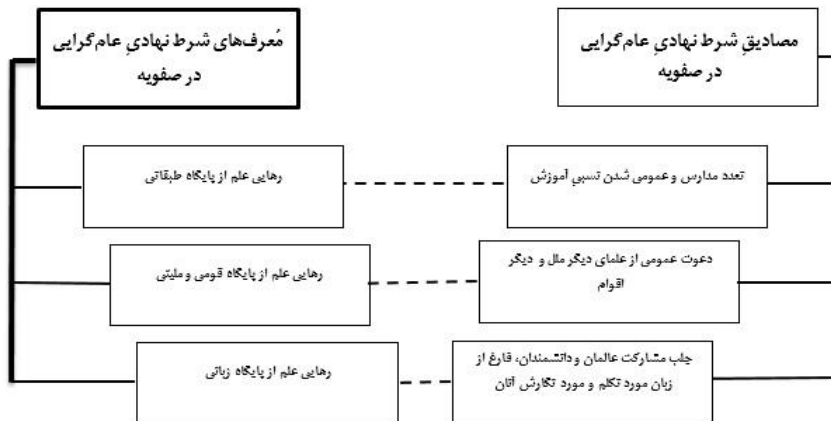 مصادیقِ شرط نهادیِ عام‌گرایی
در صفویه
مُعرف‌های شرط نهادیِ عام‌گرایی
در صفویه
تعدد مدارس و عمومی شدن نسبیِ آموزش
رهایی علم از پایگاه طبقاتی
دعوت عمومی از علمای دیگر ملل و دیگر
اقوام
رهایی علم از پایگاه قومی و ملیتی
جلب مشارکت عالمان و دانشمندان، فارغ از
زبان مورد تکلم و مورد نگارش آنان
رهایی علم از پایگاه زبانی